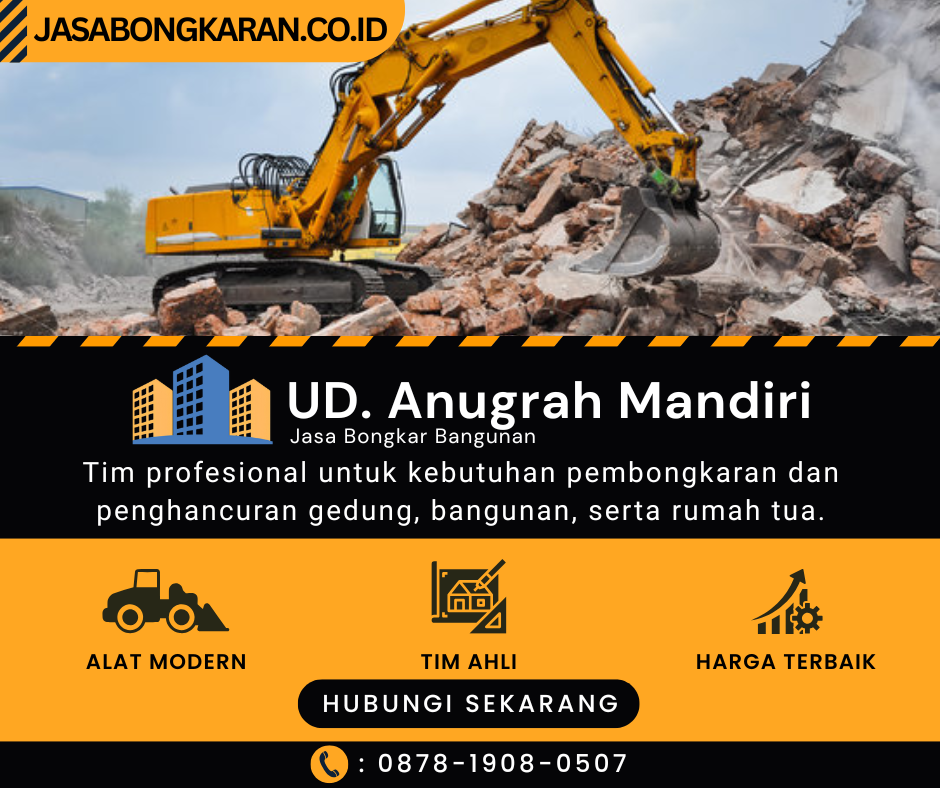 JASABONGKARAN.CO.ID
UD. Anugrah Mandiri
Jasa Bongkar Bangunan
Tim profesional untuk kebutuhan pembongkaran dan
penghancuran gedung, bangunan, serta rumah tua.
ALAT MODERN
TIM AHLI
HARGA TERBAIK
HUBUNGI SEKARANG
: 0878-1908-0507